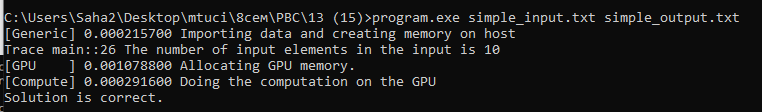 C:\Users\Saha2\Desktop\mtuci\8сем\РВС\13 (15)>program.exe simple_input.txt simple_output.txt
[Generic] 0.000215700 Importing data and creating memory on host
Trace main::26 The number of input elements in the input is 10
[GPU    ] 0.001078800 Allocating GPU memory.
[Compute] 0.000291600 Doing the computation on the GPU
Solution is correct.